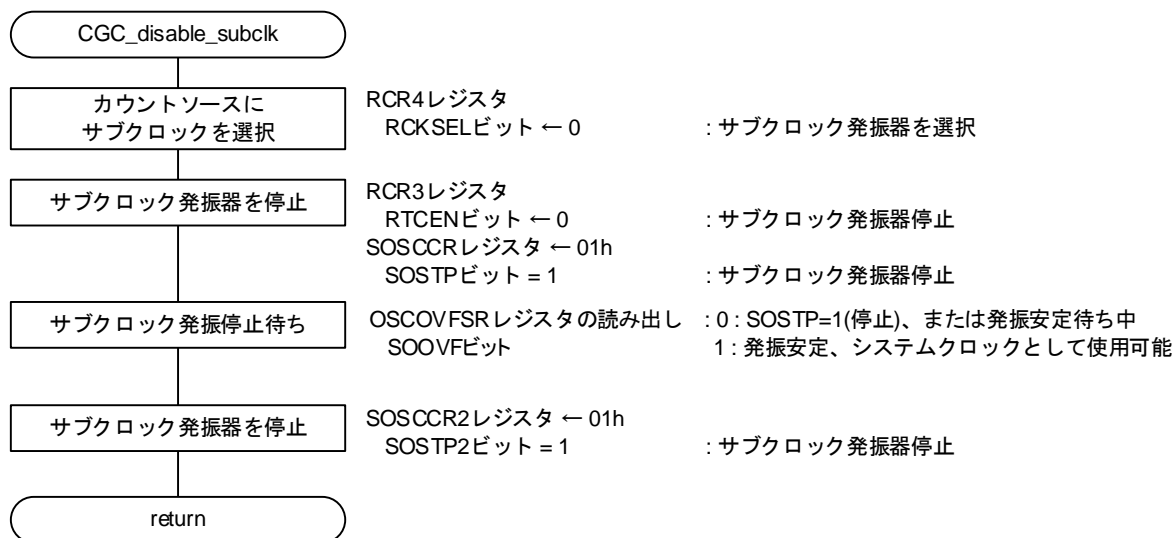 CGC_disable_subclk
カウントソースに
サブクロックを選択
RCR4レジスタ
RCKSELビット ← 0 : サブクロック発振器を選択
サブクロック発振器を停止
RCR3レジスタ
RTCENビット ← 0 : サブクロック発振器停止
SOSCCRレジスタ ← 01h
SOSTPビット = 1 : サブクロック発振器停止
サブクロック発振停止待ち
OSCOVFSRレジスタの読み出し : 0 : SOSTP=1(停止)、または発振安定待ち中
SOOVFビット 1 : 発振安定、システムクロックとして使用可能
サブクロック発振器を停止
SOSCCR2レジスタ ← 01h
SOSTP2ビット = 1 : サブクロック発振器停止
return